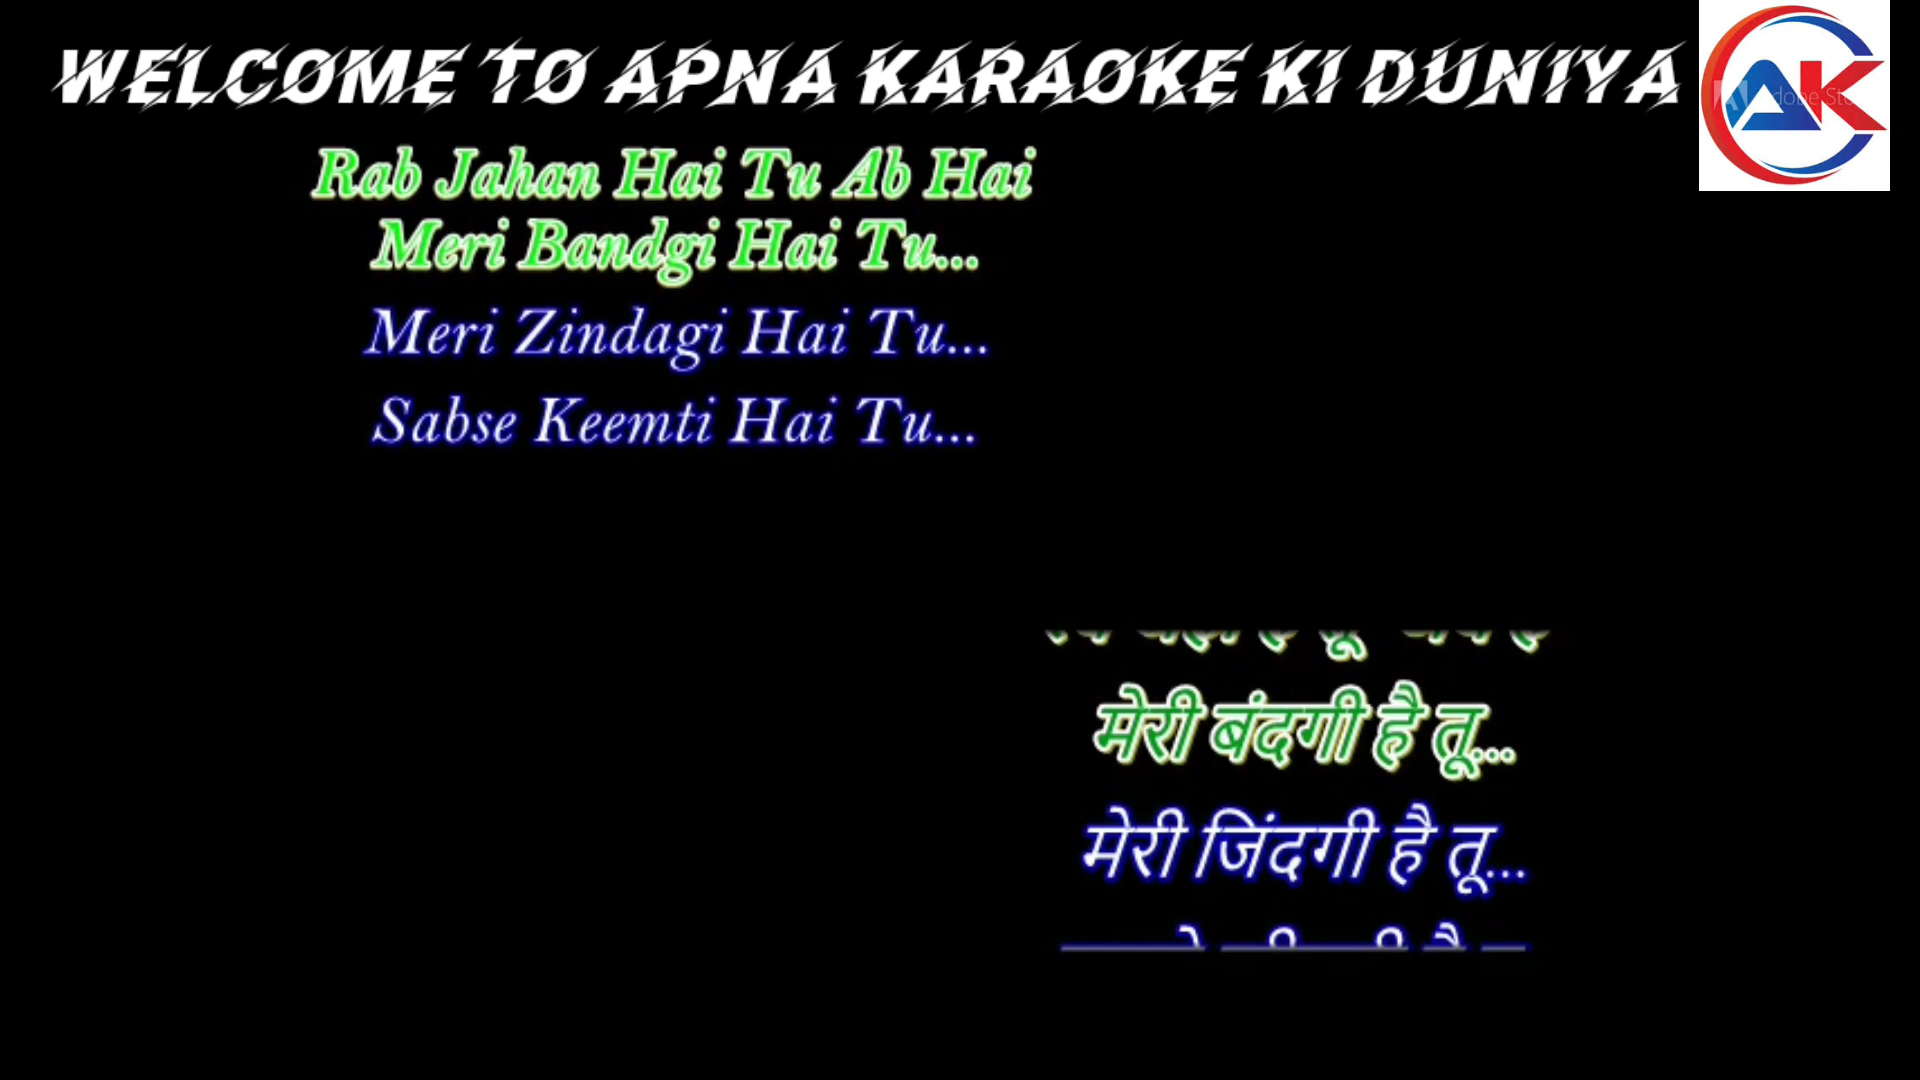 WELCOME TO APNA KARAOKE KI DUNIYA
AK
Rab Jahan Hai Tu Ab Hai
Meri Bandgi Hai Tu...
Meri Zindagi Hai Tu...
Sabse Keemti Hai Tu...
मेरी बंदगी है तू...
मेरी जिंदगी है तू...